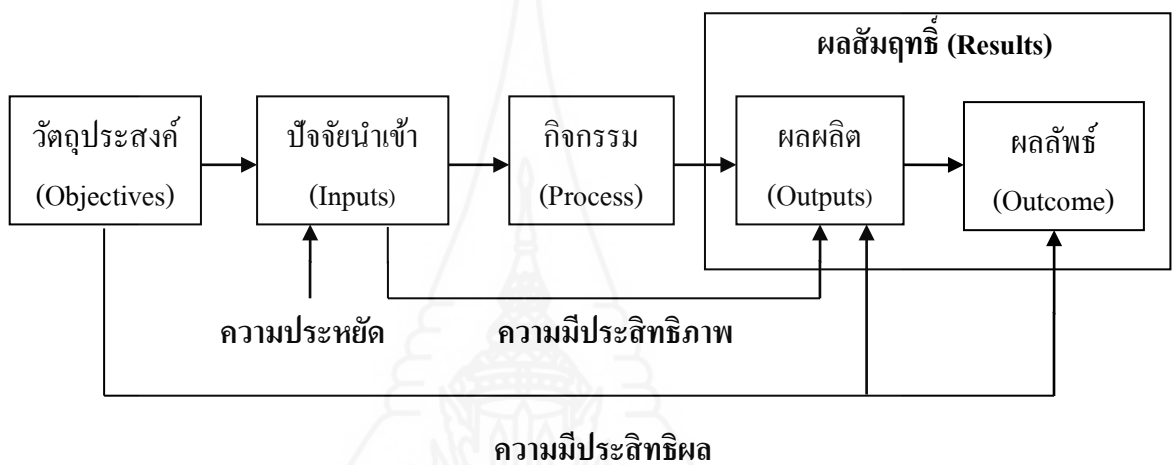 ผลสัมฤทธิ์ (Results)
วัตถุประสงค์
(Objectives)
ปัจจัยนำเข้า
(Inputs)
กิจกรรม
(Process)
ผลผลิต
(Outputs)
ผลลัพธ์
(Outcome)
ความประหยัด
ความมีประสิทธิภาพ
ความมีประสิทธิผล